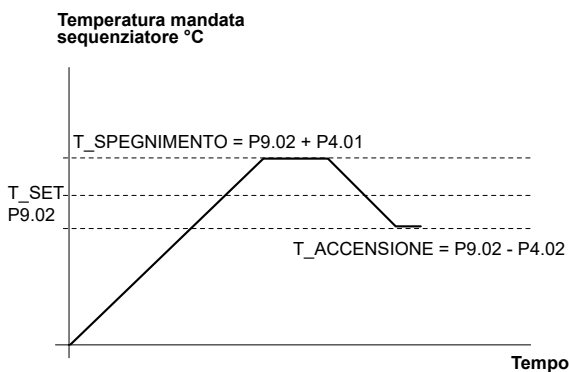 Temperatura mandata
sequenziatore °C
T_SPEGNIMENTO = P9.02 + P4.01
T_SET
P9.02
T_ACCENSIONE = P9.02 - P4.02
Tempo